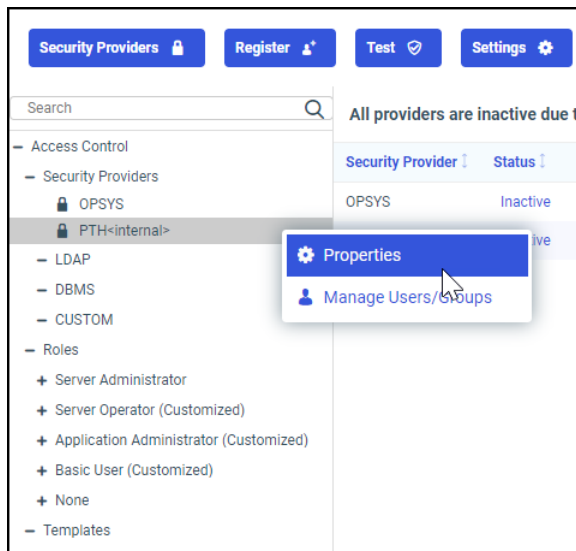 Security Providers
Register
Test
Settings
Search
All providers are inactive due
Access Control
Security Provider
Status
Security Providers
OPSYS
OPSYS
Inactive
PTH<internal>
Properties
LDAP
DBMS
Manage Users/Groups
CUSTOM
Roles
Server Administrator
Server Operator (Customized)
Application Administrator (Customized)
Basic User (Customized)
None
Templates